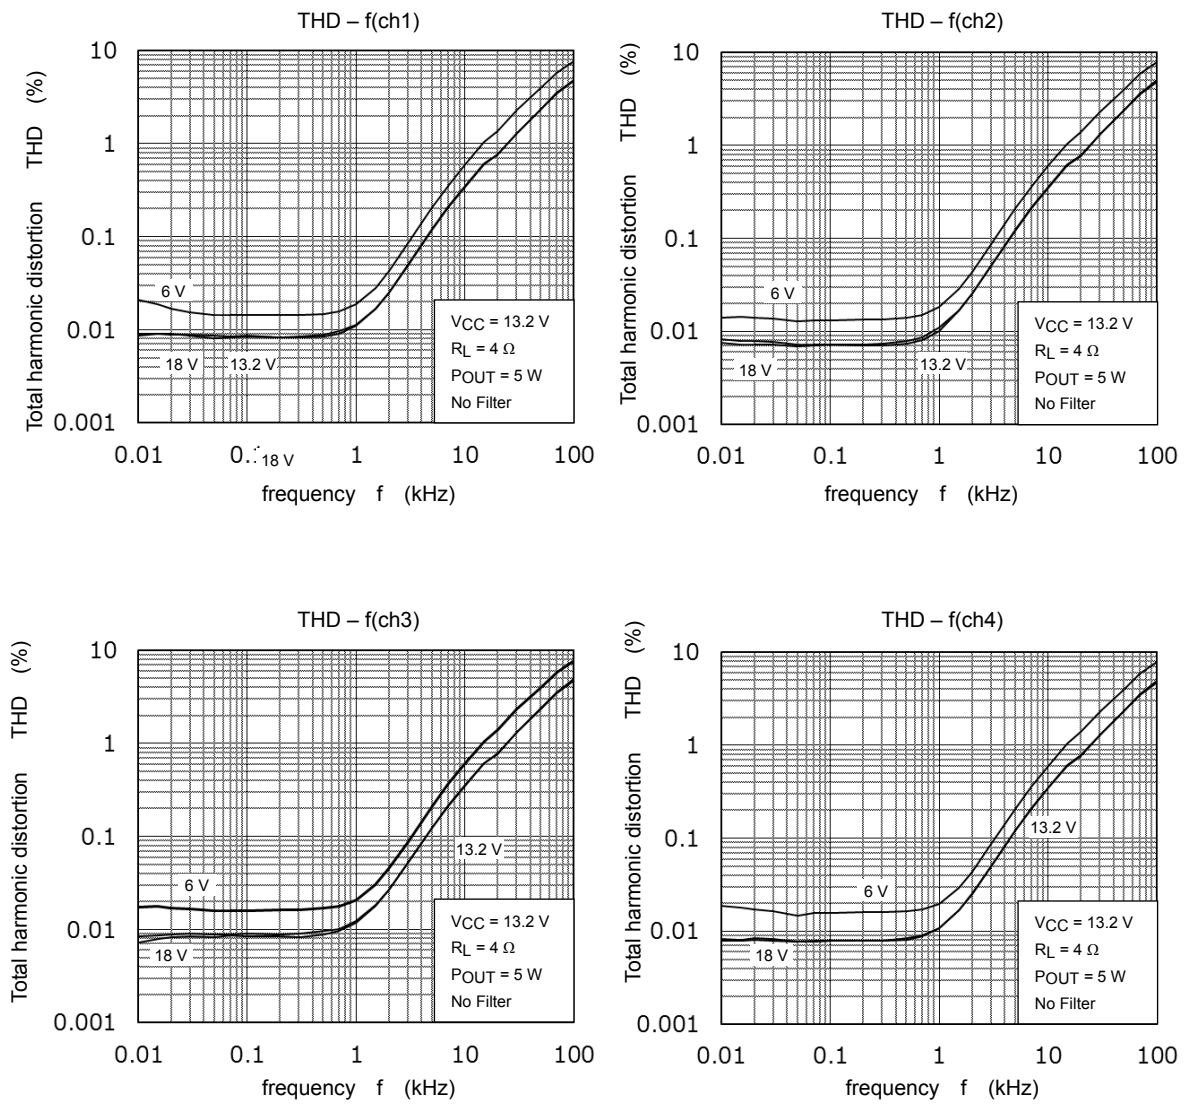 THD – f(ch1)
Total harmonic distortion THD (%)
10
1
0.1
0.01
0.001
6 V
18 V
13.2 V
VCC = 13.2 V
RL = 4 Ω
POUT = 5 W
No Filter
0.01
0.
18 V
1
10
100
frequency f (kHz)
THD – f(ch2)
Total harmonic distortion THD (%)
10
1
0.1
0.01
0.001
6 V
18 V
13.2 V
VCC = 13.2 V
RL = 4 Ω
POUT = 5 W
No Filter
0.01
0.1
1
10
100
frequency f (kHz)
THD – f(ch3)
Total harmonic distortion THD (%)
10
1
0.1
0.01
0.001
13.2 V
6 V
18 V
VCC = 13.2 V
RL = 4 Ω
POUT = 5 W
No Filter
0.01
0.1
1
10
100
frequency f (kHz)
THD – f(ch4)
Total harmonic distortion THD (%)
10
1
0.1
0.01
0.001
13.2 V
6 V
18 V
VCC = 13.2 V
RL = 4 Ω
POUT = 5 W
No Filter
0.01
0.1
1
10
100
frequency f (kHz)